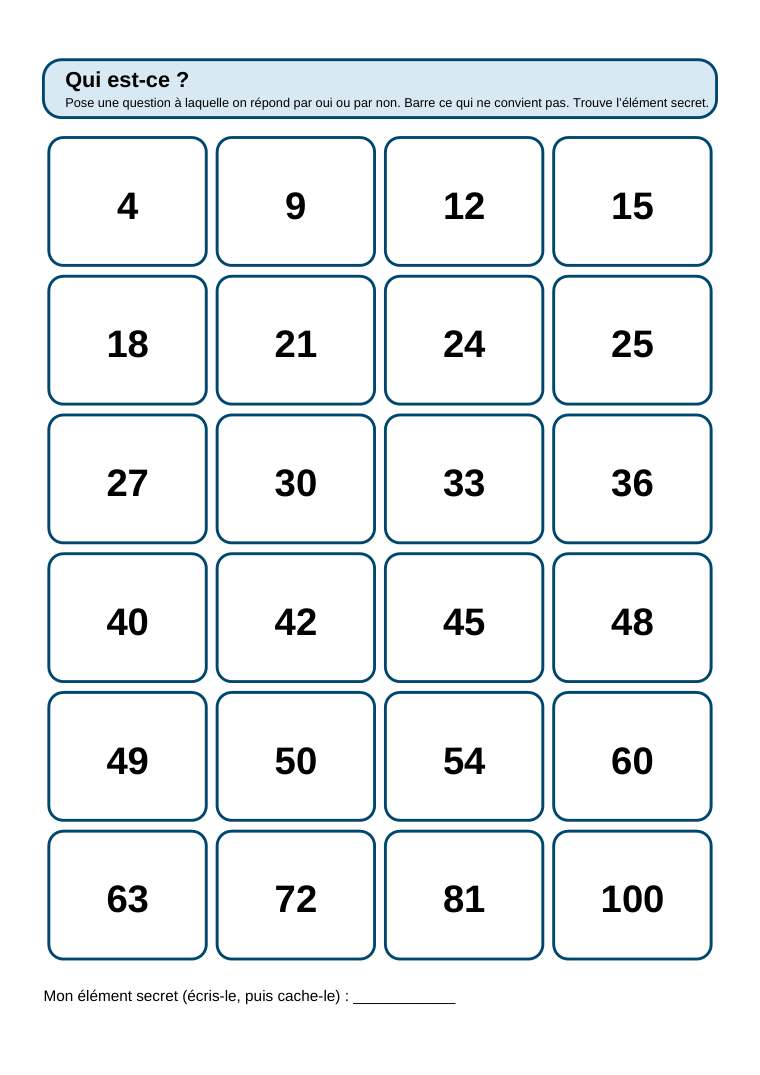 Qui est-ce ?
Pose une question à laquelle on répond par oui ou par non. Barre ce qui ne convient pas. Trouve l’élément secret.
4 9 12 15
18 21 24 25
27 30 33 36
40 42 45 48
49 50 54 60
63 72 81 100
Mon élément secret (écris-le, puis cache-le) : ____________